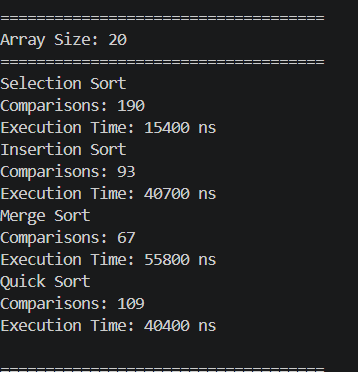 ====================================
Array Size: 20
====================================
Selection Sort
Comparisons: 190
Execution Time: 15400 ns
Insertion Sort
Comparisons: 93
Execution Time: 40700 ns
Merge Sort
Comparisons: 67
Execution Time: 55800 ns
Quick Sort
Comparisons: 109
Execution Time: 40400 ns
====================================